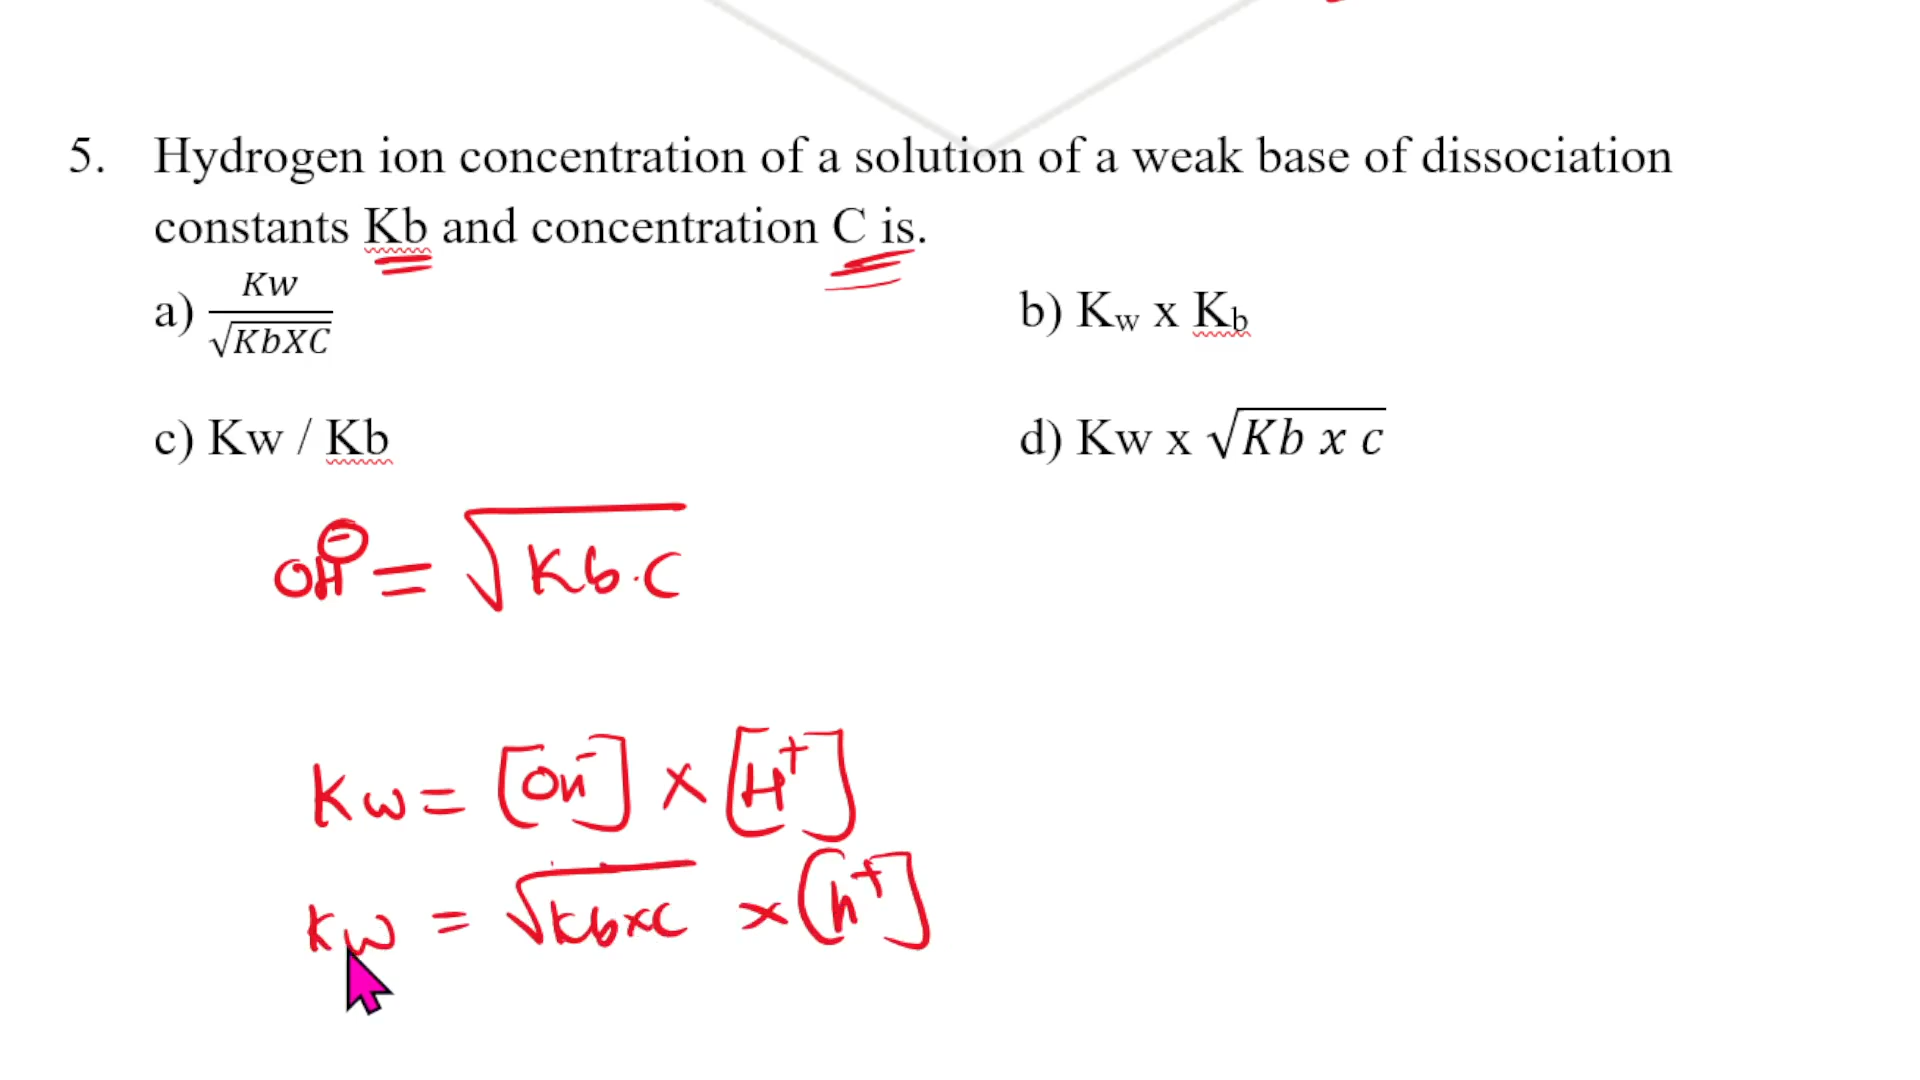 5. Hydrogen ion concentration of a solution of a weak base of dissociation
constants Kb and concentration C is.
a) Kw / √KbXC
b) Kw x Kb
c) Kw / Kb
d) Kw x √Kb x c
OH⊖ = √Kb.C
Kw = [OH⁻] x [H⁺]
Kw = √Kbxc x [h⁺]